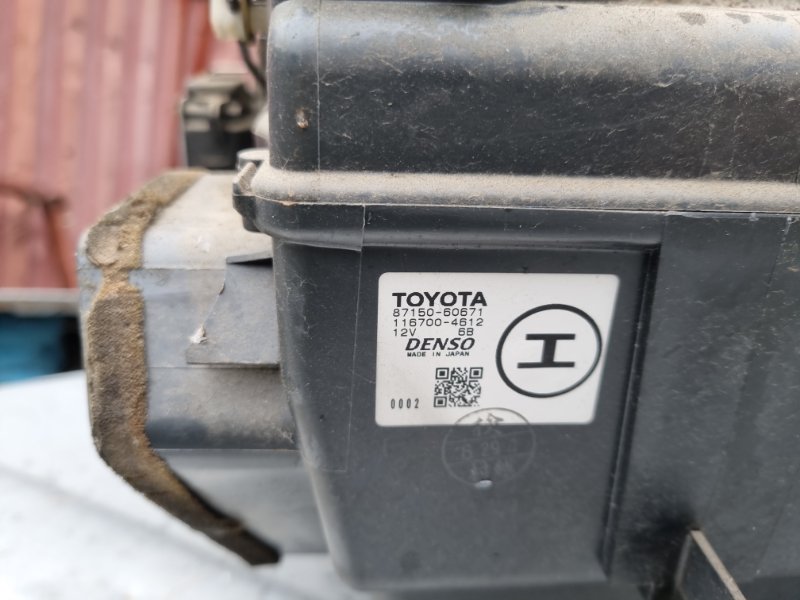 TOYOTA
87150-60671
116700-4612
12V 6B
DENSO
MADE IN JAPAN
0002
エ